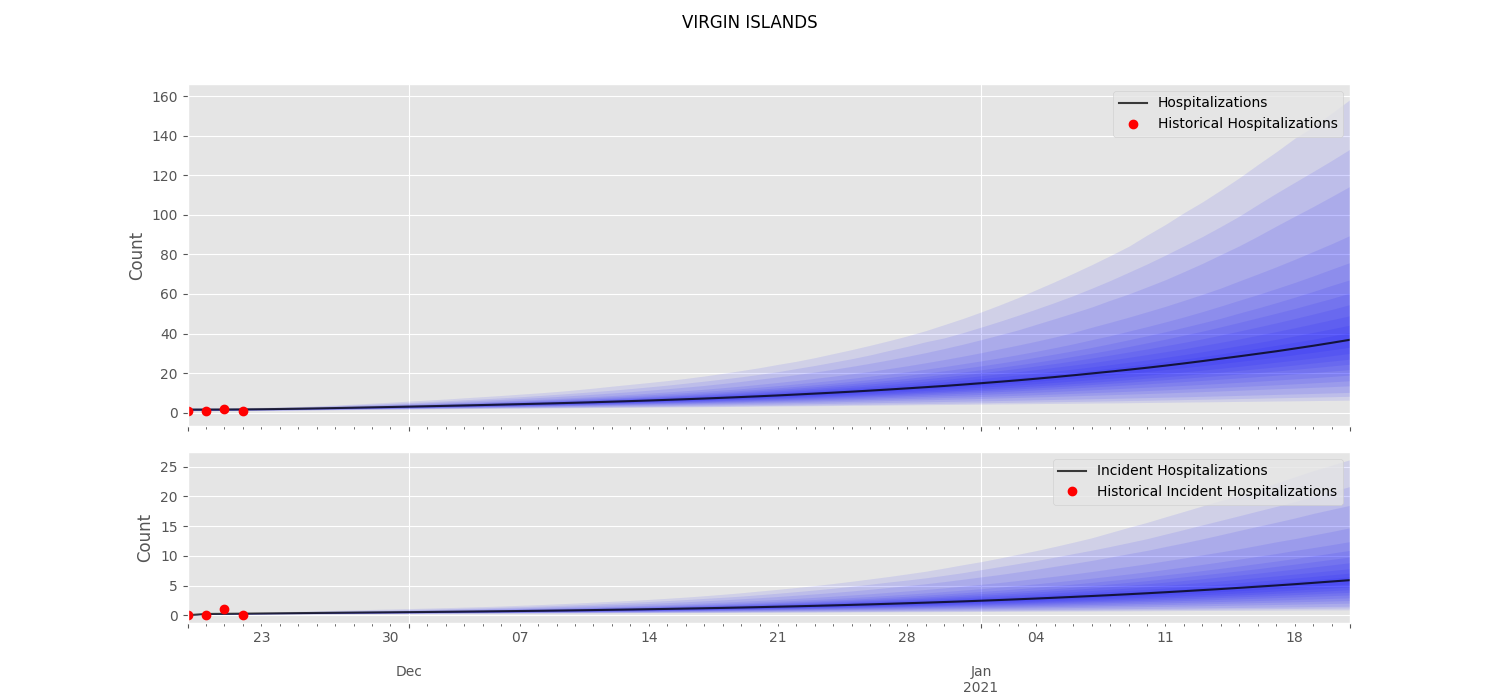 VIRGIN ISLANDS
160
140
120
100
80
60
40
20
0
Count
Hospitalizations
Historical Hospitalizations
25
20
15
10
5
0
Count
Incident Hospitalizations
Historical Incident Hospitalizations
23 30 07 14 21 28 04 11 18
Dec Jan
2021